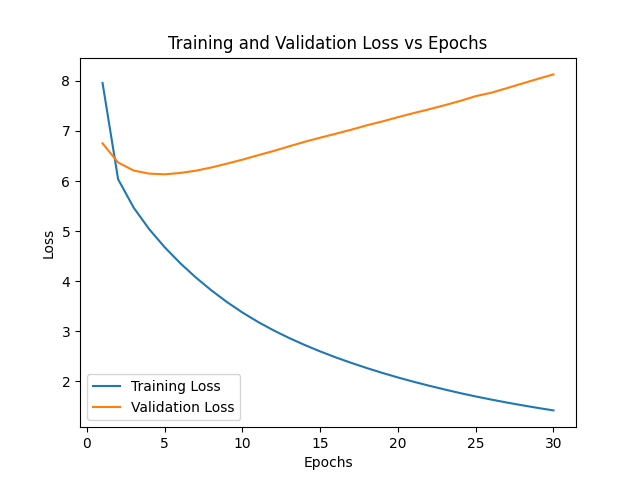 Training and Validation Loss vs Epochs
8
7
6
5
4
3
2
Loss
Training Loss
Validation Loss
0 5 10 15 20 25 30
Epochs